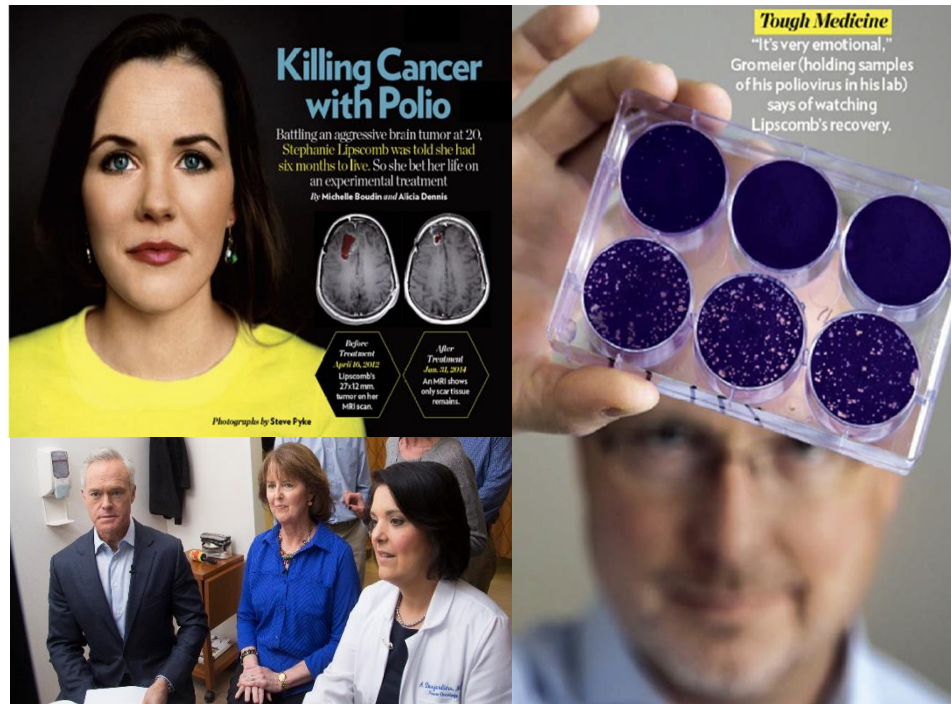 Killing Cancer
with Polio
Battling an aggressive brain tumor at 20,
Stephanie Lipscomb was told she had
six months to live. So she bet her life on
an experimental treatment
By Michelle Boudin and Alicia Dennis
Before
Treatment
April 16, 2012
Lipscomb's
27x12 mm.
tumor on her
MRI scan.
After
Treatment
Jan. 31, 2014
An MRI shows
only scar tissue
remains.
Photographs by Steve Pyke
Tough Medicine
“It's very emotional,”
Gromeier (holding samples
of his poliovirus in his lab)
says of watching
Lipscomb's recovery.